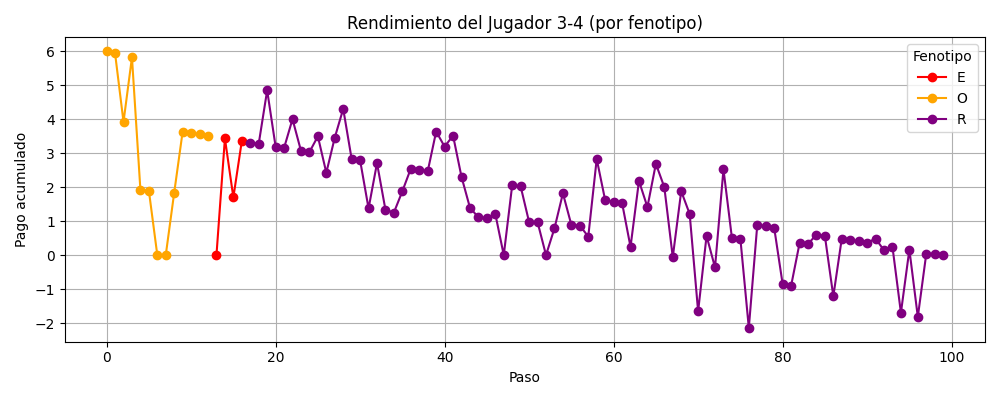 Rendimiento del Jugador 3-4 (por fenotipo)
Pago acumulado
6
5
4
3
2
1
0
−1
−2
Fenotipo
E
O
R
0 20 40 60 80 100
Paso